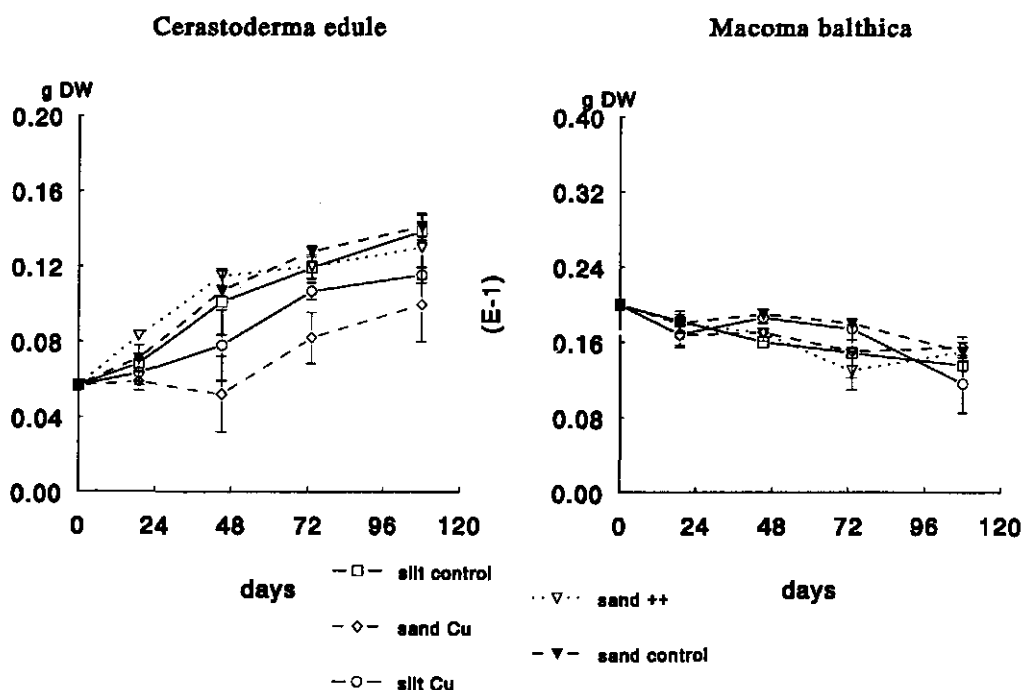 Cerastoderma edule
Macoma balthica
g DW
0.20
0.16
0.12
0.08
0.04
0.00
0 24 48 72 96 120
days
g DW
0.40
0.32
0.24
(E-1)
0.16
0.08
0.00
0 24 48 72 96 120
days
silt control
sand Cu
silt Cu
sand ++
sand control